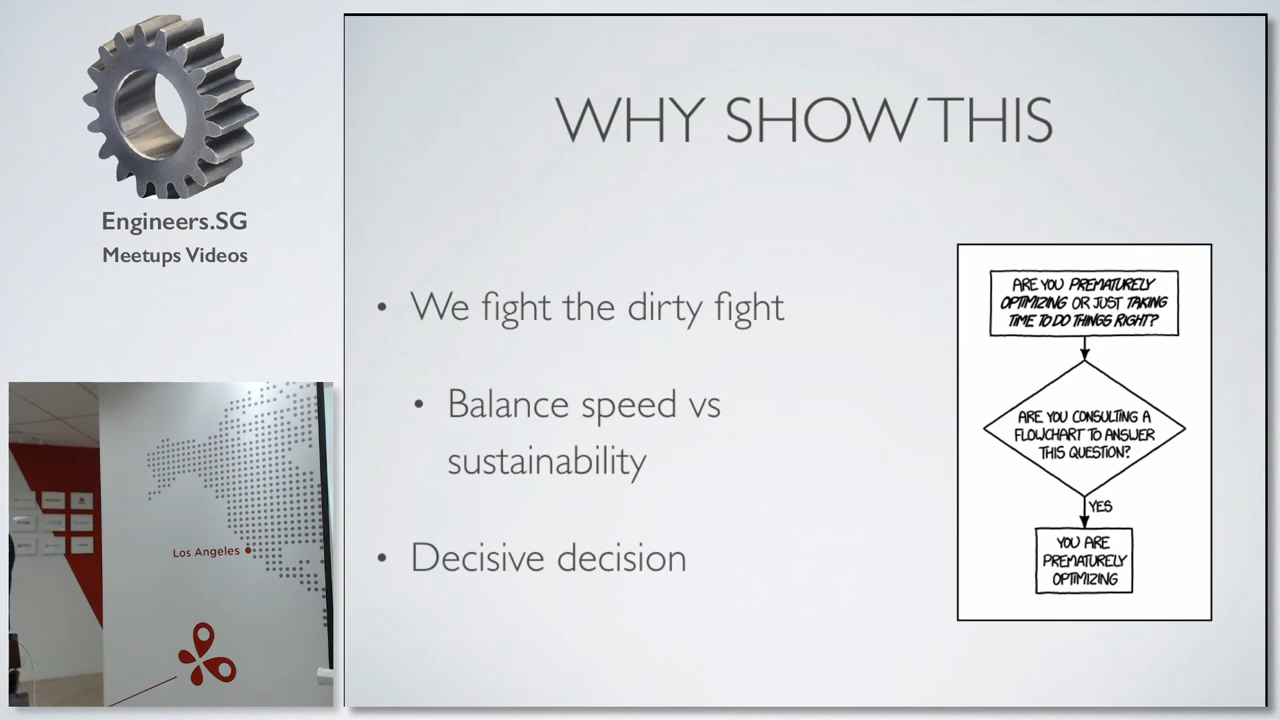 Engineers.SG
Meetups Videos
Los Angeles
WHY SHOW THIS
• We fight the dirty fight
• Balance speed vs
sustainability
• Decisive decision
ARE YOU PREMATURELY
OPTIMIZING OR JUST TAKING
TIME TO DO THINGS RIGHT?
ARE YOU CONSULTING A
FLOWCHART TO ANSWER
THIS QUESTION?
YES
YOU ARE
PREMATURELY
OPTIMIZING